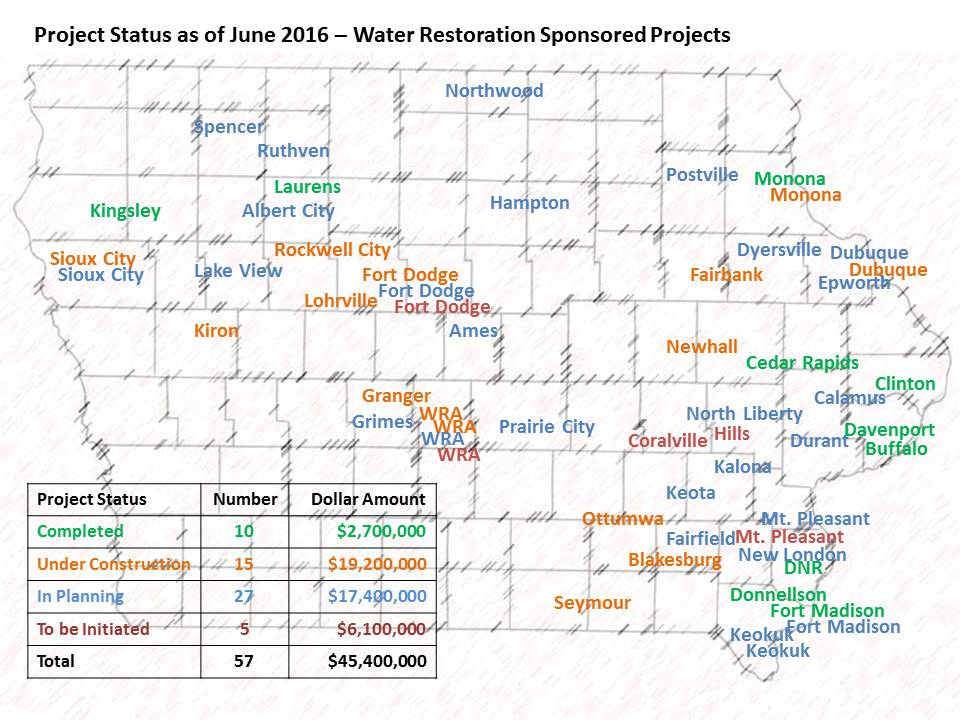 Project Status as of June 2016 – Water Restoration Sponsored Projects
Northwood
Spencer
Ruthven
Postville
Monona
Laurens
Monona
Kingsley
Albert City
Hampton
Rockwell City
Dyersville
Dubuque
Sioux City
Sioux City
Lake View
Fort Dodge
Fairbank
Dubuque
Epworth
Fort Dodge
Lohrville
Fort Dodge
Kiron
Ames
Newhall
Cedar Rapids
Clinton
Granger
Calamus
Grimes
WRA
WRA
WRA
WRA
Prairie City
North Liberty
Coralville
Hills
Durant
Davenport
Buffalo
Kalona
Keota
Ottumwa
Mt. Pleasant
Fairfield
Mt. Pleasant
Blakesburg
New London
DNR
Seymour
Donnellson
Fort Madison
Fort Madison
Keokuk
Keokuk
Project Status Number Dollar Amount
Completed 10 $2,700,000
Under Construction 15 $19,200,000
In Planning 27 $17,400,000
To be Initiated 5 $6,100,000
Total 57 $45,400,000